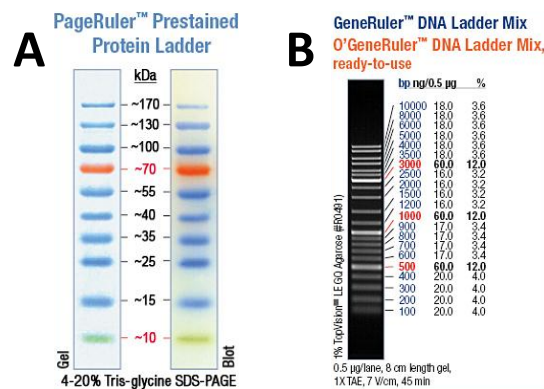 A
PageRuler™ Prestained
Protein Ladder
kDa
~170
~130
~100
~70
~55
~40
~35
~25
~15
~10
Gel
Blot
4-20% Tris-glycine SDS-PAGE
B
GeneRuler™ DNA Ladder Mix
O'GeneRuler™ DNA Ladder Mix,
ready-to-use
bp ng/0.5 µg %
10000 18.0 3.6
8000 18.0 3.6
6000 18.0 3.6
5000 18.0 3.6
4000 18.0 3.6
3500 18.0 3.6
3000 60.0 12.0
2500 16.0 3.2
2000 16.0 3.2
1500 16.0 3.2
1200 16.0 3.2
1000 60.0 12.0
900 17.0 3.4
800 17.0 3.4
700 17.0 3.4
600 17.0 3.4
500 60.0 12.0
400 20.0 4.0
300 20.0 4.0
200 20.0 4.0
100 20.0 4.0
1% TopVision™ LE GQ Agarose (#R0491)
0.5 µg/lane, 8 cm length gel,
1X TAE, 7 V/cm, 45 min